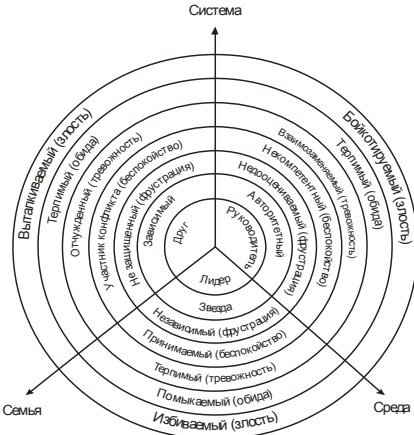 Система
Выталкиваемый (злость)
Терпимый (обида)
Отчужденный (тревожность)
Участник конфликта (беспокойство)
Незащищенный (фрустрация)
Зависимый
Друг
Бойкотируемый (злость)
Терпимый (обида)
Взаимозаменяемый (тревожность)
Некомпетентный (беспокойство)
Недооцениваемый (фрустрация)
Авторитетный
Руководитель
Лидер
Звезда
Независимый (фрустрация)
Принимаемый (беспокойство)
Терпимый (тревожность)
Помыкаемый (обида)
Избиваемый (злость)
Семья
Среда